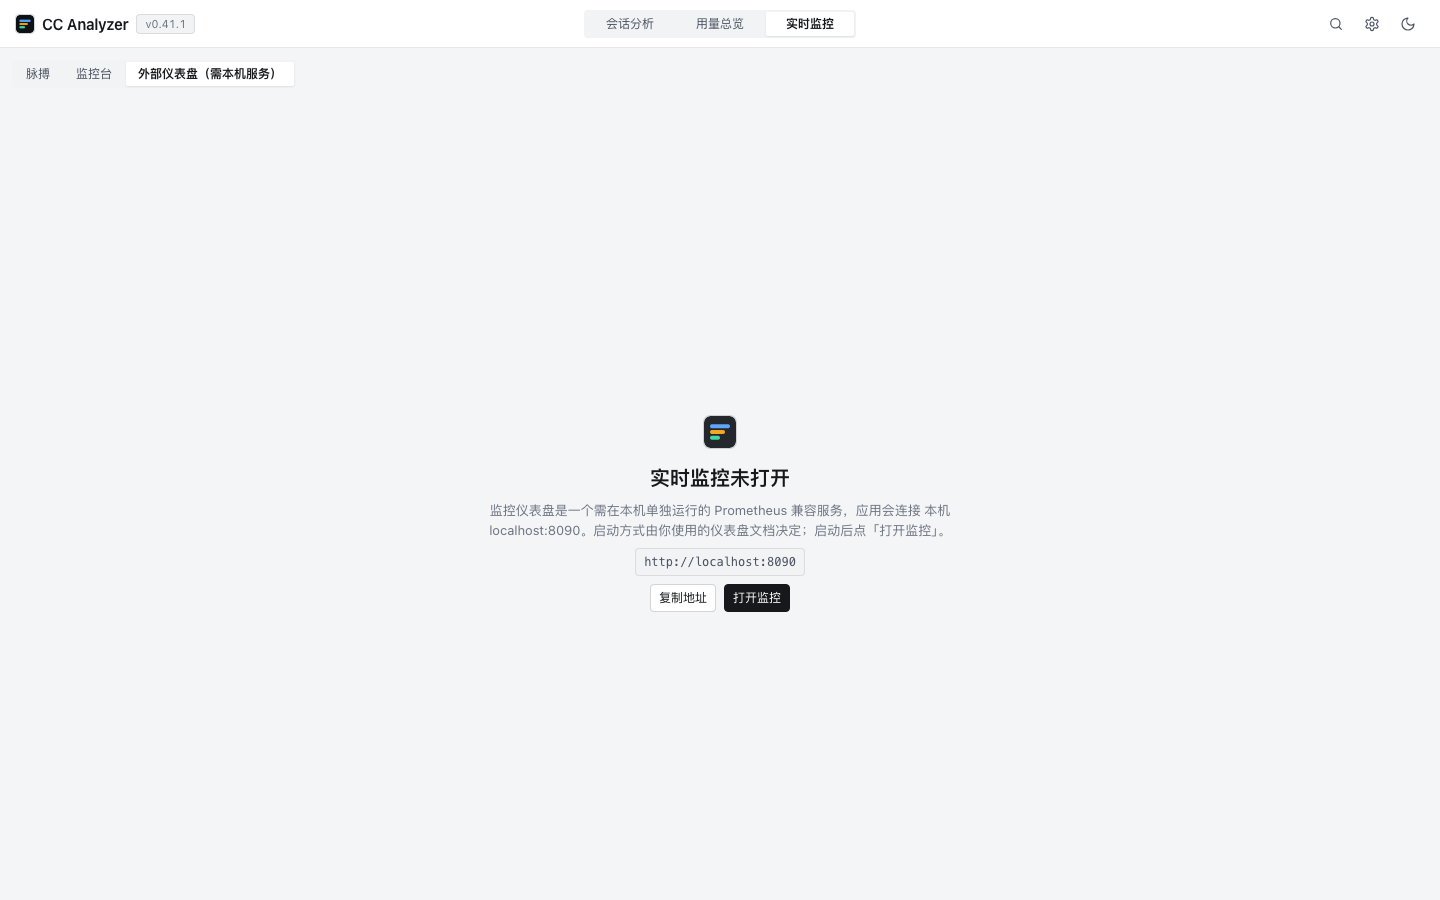 CC Analyzer v0.41.1 会话分析 用量总览 实时监控
脉搏 监控台 外部仪表盘（需本机服务）
实时监控未打开
监控仪表盘是一个需在本机单独运行的 Prometheus 兼容服务，应用会连接 本机
localhost:8090。启动方式由你使用的仪表盘文档决定；启动后点「打开监控」。
http://localhost:8090
复制地址 打开监控